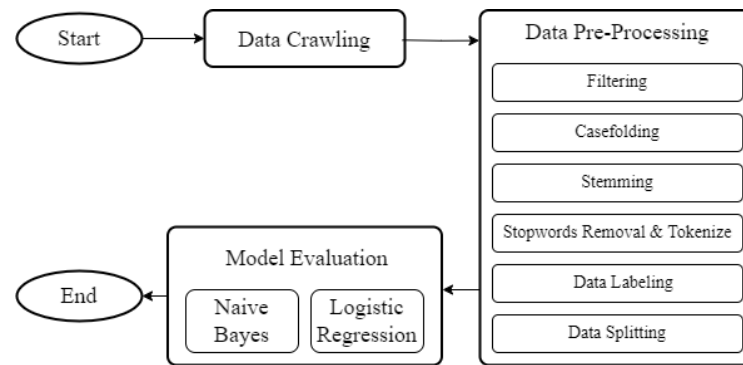 Start
Data Crawling
Data Pre-Processing
Filtering
Casefolding
Stemming
Stopwords Removal & Tokenize
Data Labeling
Data Splitting
Model Evaluation
Naive
Bayes
Logistic
Regression
End